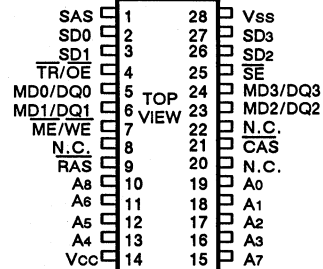 SAS 1 28 Vss
SD0 2 27 SD3
SD1 3 26 SD2
TR/OE 4 25 SE
MD0/DQ0 5 TOP 24 MD3/DQ3
MD1/DQ1 6 VIEW 23 MD2/DQ2
ME/WE 7 22 N.C.
N.C. 8 21 CAS
RAS 9 20 N.C.
A8 10 19 A0
A6 11 18 A1
A5 12 17 A2
A4 13 16 A3
Vcc 14 15 A7